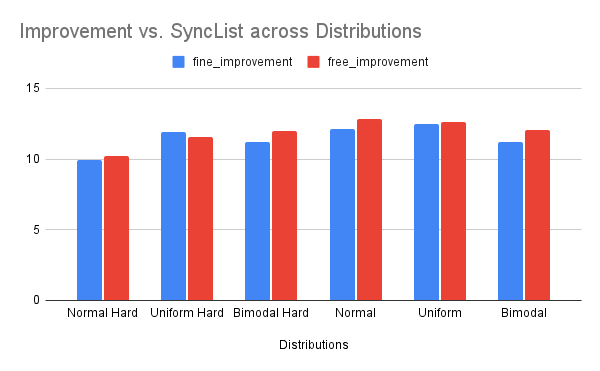 Improvement vs. SyncList across Distributions
fine_improvement free_improvement
15
10
5
0
Normal Hard Uniform Hard Bimodal Hard Normal Uniform Bimodal
Distributions